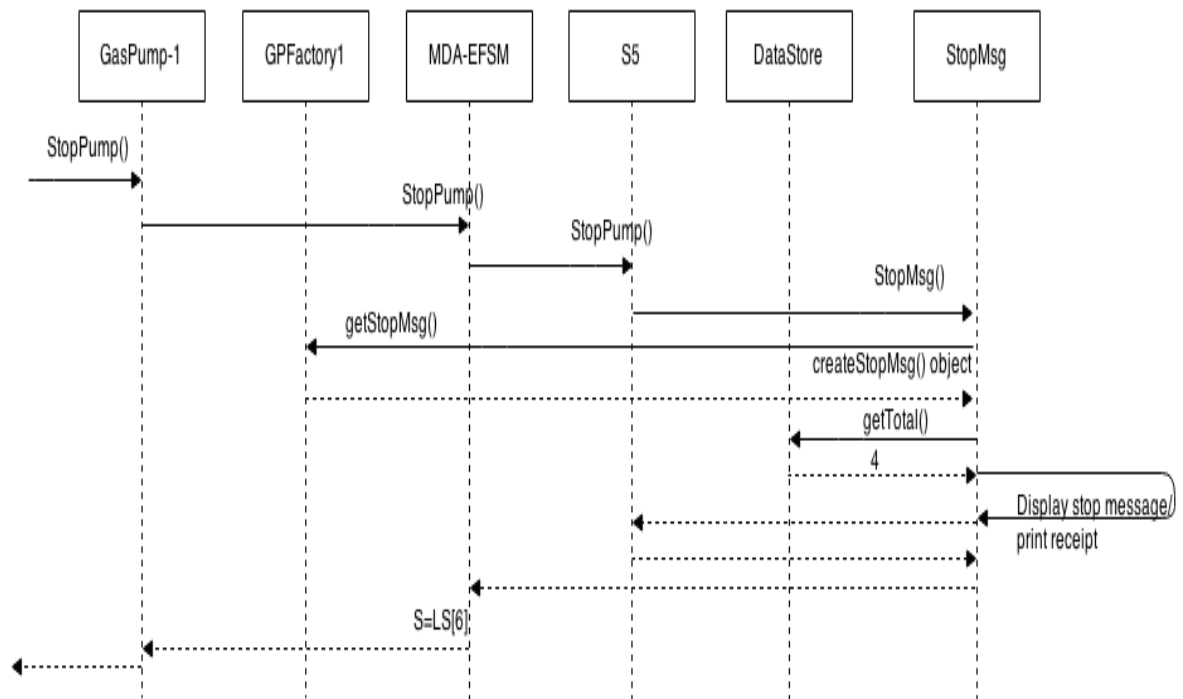 GasPump-1
GPFactory1
MDA-EFSM
S5
DataStore
StopMsg
StopPump()
StopPump()
StopPump()
StopMsg()
getStopMsg()
createStopMsg() object
getTotal()
4
Display stop message/
print receipt
S=LS[6]